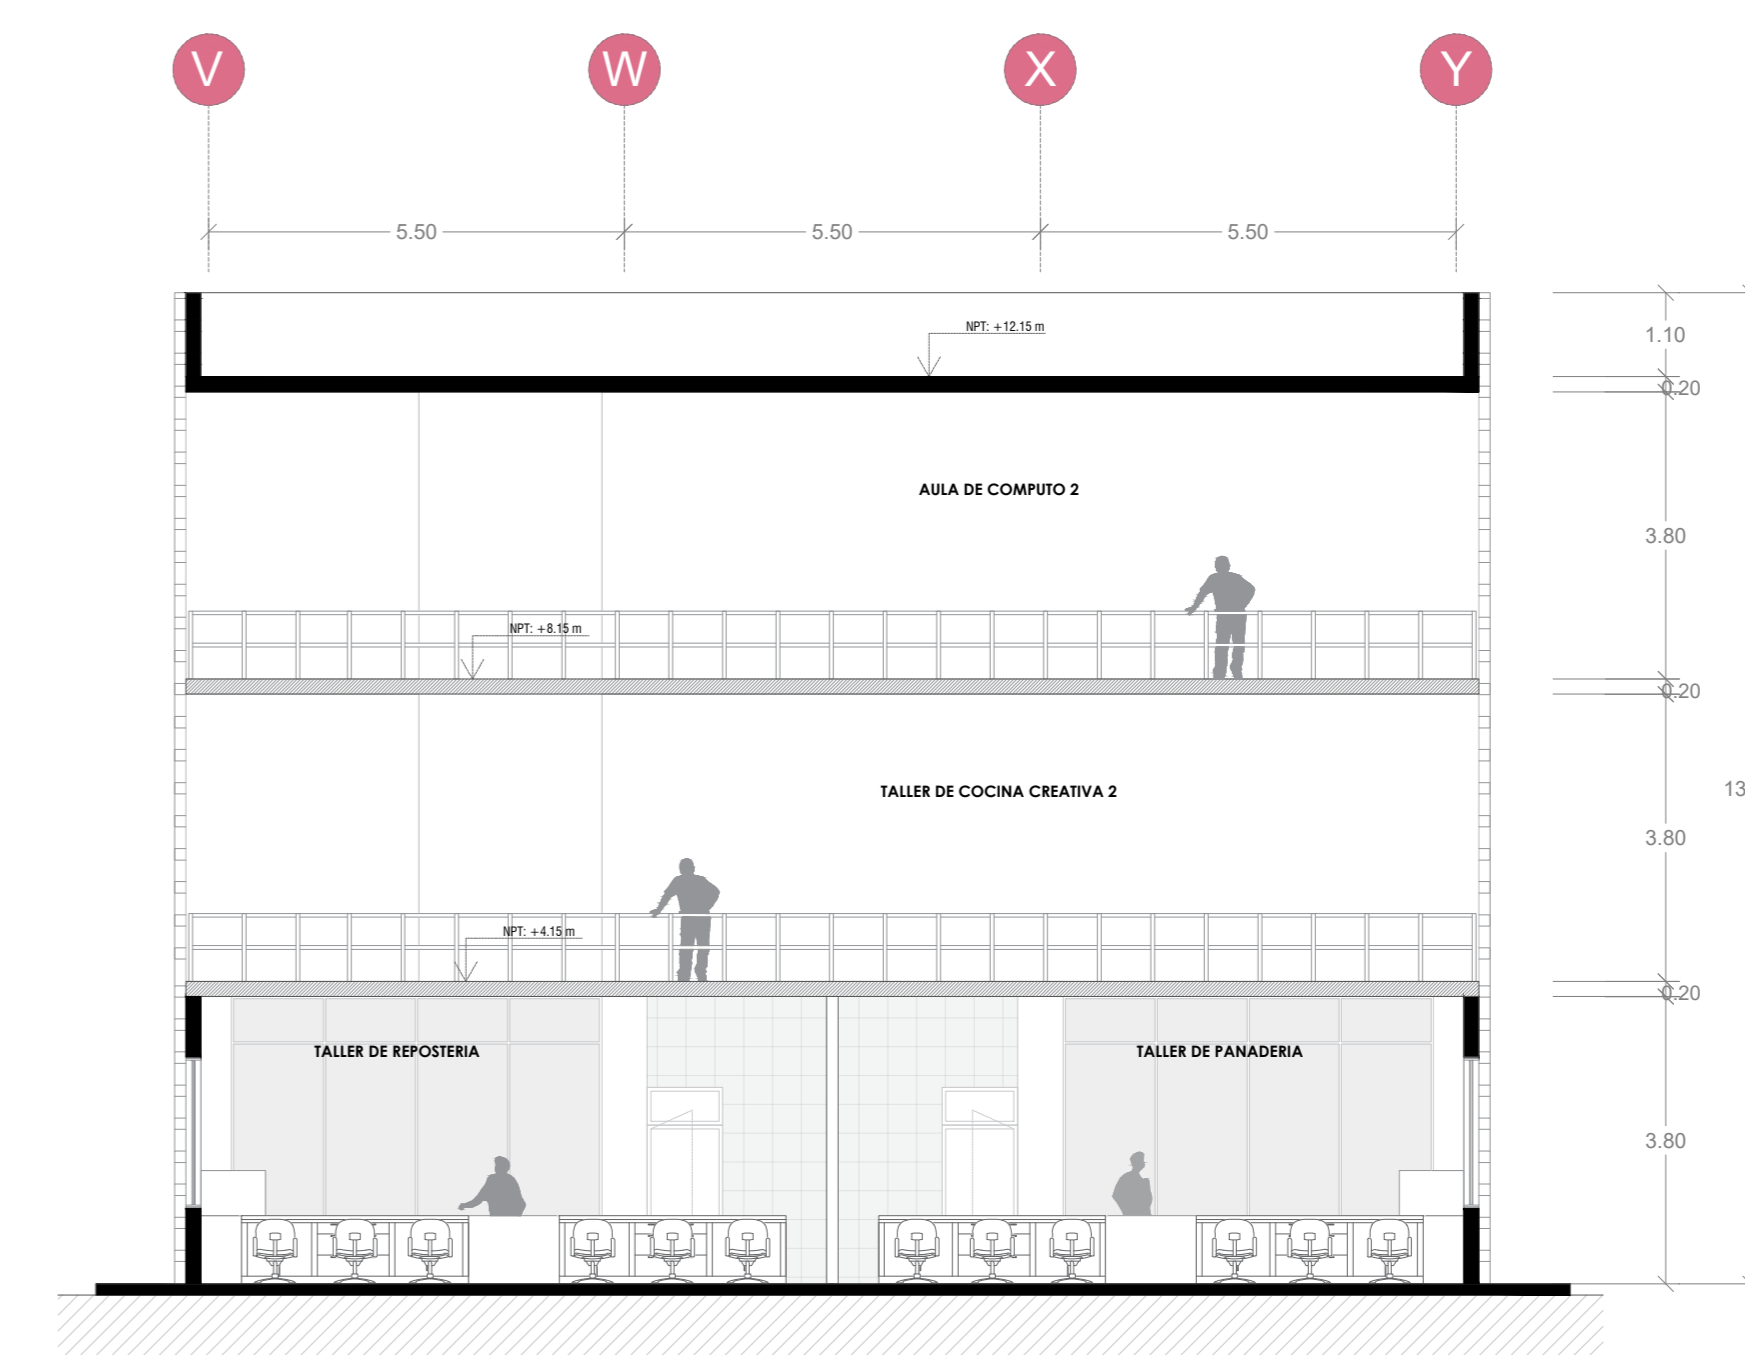 V W X Y
5.50 5.50 5.50
NPT: +12.15 m
1.10
0.20
AULA DE COMPUTO 2
3.80
NPT: +8.15 m
0.20
TALLER DE COCINA CREATIVA 2
13
3.80
NPT: +4.15 m
0.20
TALLER DE REPOSTERIA TALLER DE PANADERIA
3.80